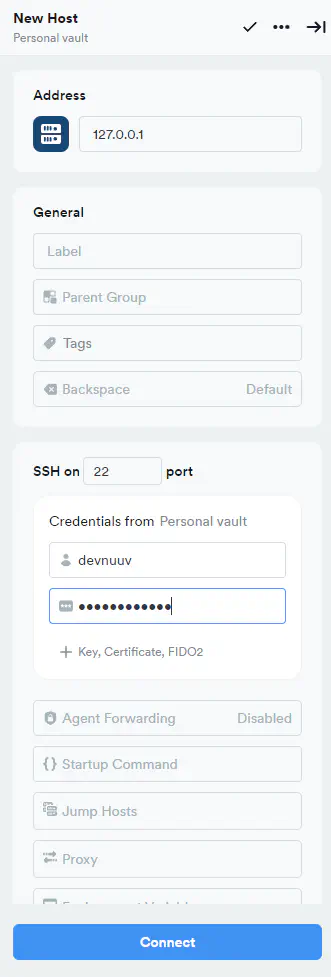 New Host
Personal vault
Address
127.0.0.1
General
Label
Parent Group
Tags
Backspace Default
SSH on 22 port
Credentials from Personal vault
devnuuv
••••••••••••
+ Key, Certificate, FIDO2
Agent Forwarding Disabled
{} Startup Command
Jump Hosts
Proxy
Connect